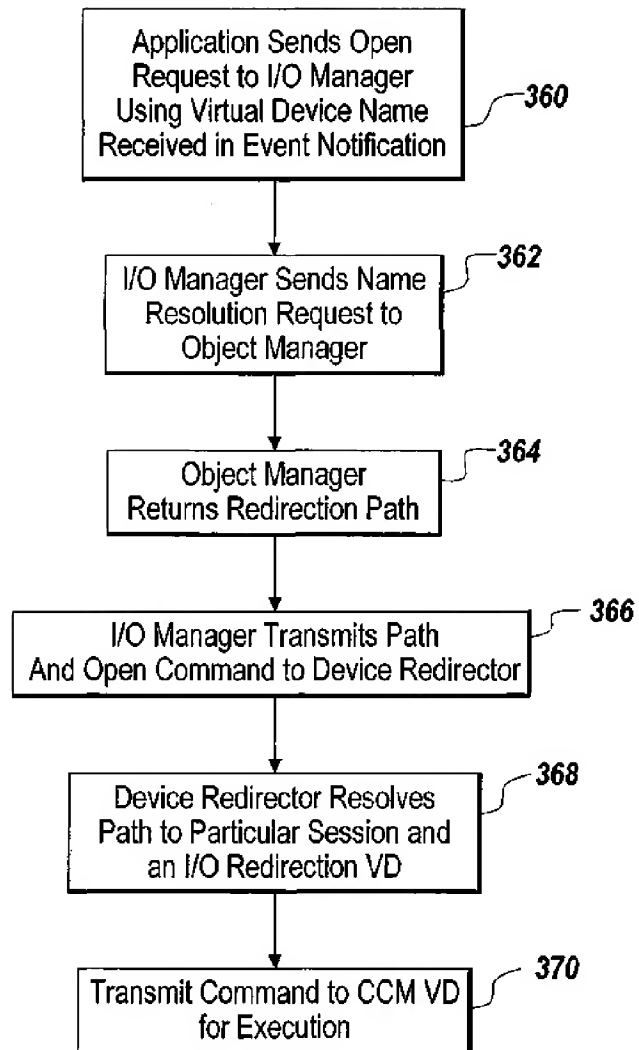 Application Sends Open
Request to I/O Manager
Using Virtual Device Name
Received in Event Notification
360
I/O Manager Sends Name
Resolution Request to
Object Manager
362
Object Manager
Returns Redirection Path
364
I/O Manager Transmits Path
And Open Command to Device Redirector
366
Device Redirector Resolves
Path to Particular Session and
an I/O Redirection VD
368
Transmit Command to CCM VD
for Execution
370